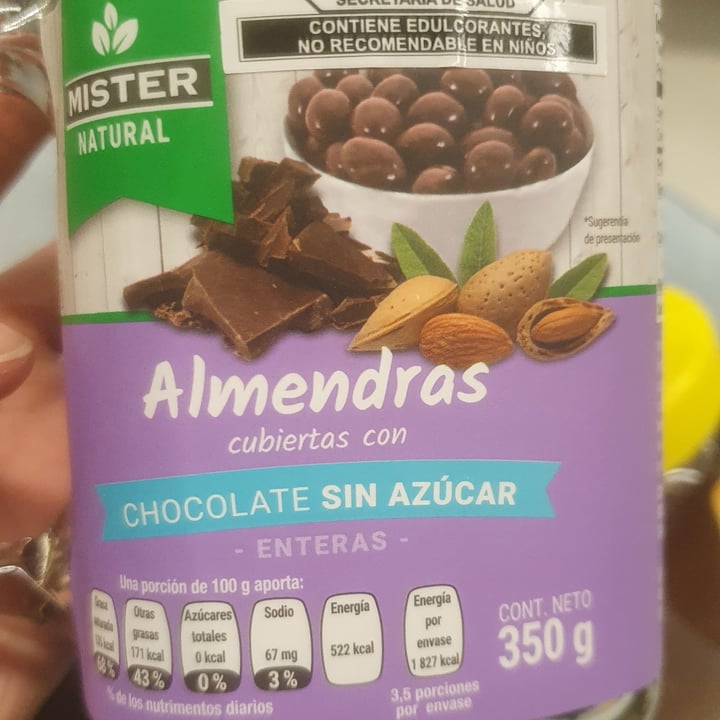 SECRETARÍA DE SALUD
CONTIENE EDULCORANTES,
NO RECOMENDABLE EN NIÑOS
MISTER
NATURAL
*Sugerencia
de presentación
Almendras
cubiertas con
CHOCOLATE SIN AZÚCAR
- ENTERAS -
Una porción de 100 g aporta:
Grasa
saturada
68 %
Otras
grasas
171 kcal
43 %
Azúcares
totales
0 kcal
0 %
Sodio
67 mg
3 %
Energía
522 kcal
Energía
por
envase
1 827 kcal
CONT. NETO
350 g
% de los nutrimentos diarios
3,5 porciones
por envase